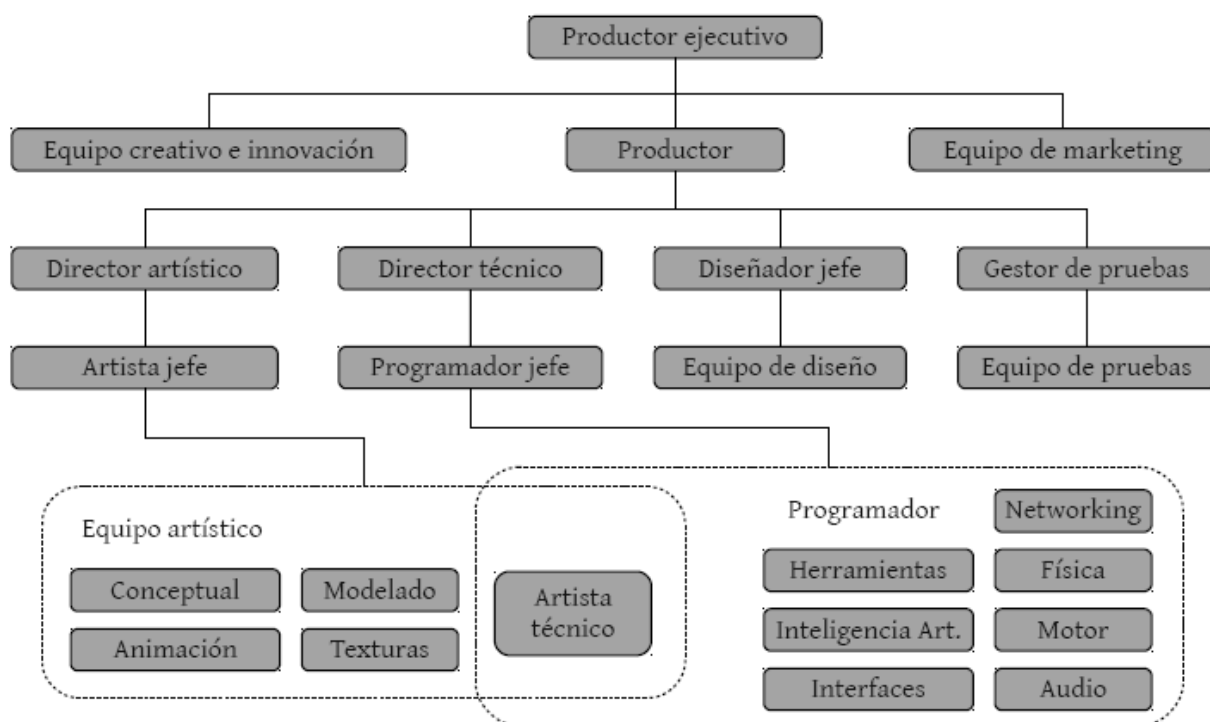 Productor ejecutivo
Equipo creativo e innovación
Productor
Equipo de marketing
Director artístico
Director técnico
Diseñador jefe
Gestor de pruebas
Artista jefe
Programador jefe
Equipo de diseño
Equipo de pruebas
Equipo artístico
Conceptual
Modelado
Animación
Texturas
Artista
técnico
Programador
Networking
Herramientas
Física
Inteligencia Art.
Motor
Interfaces
Audio